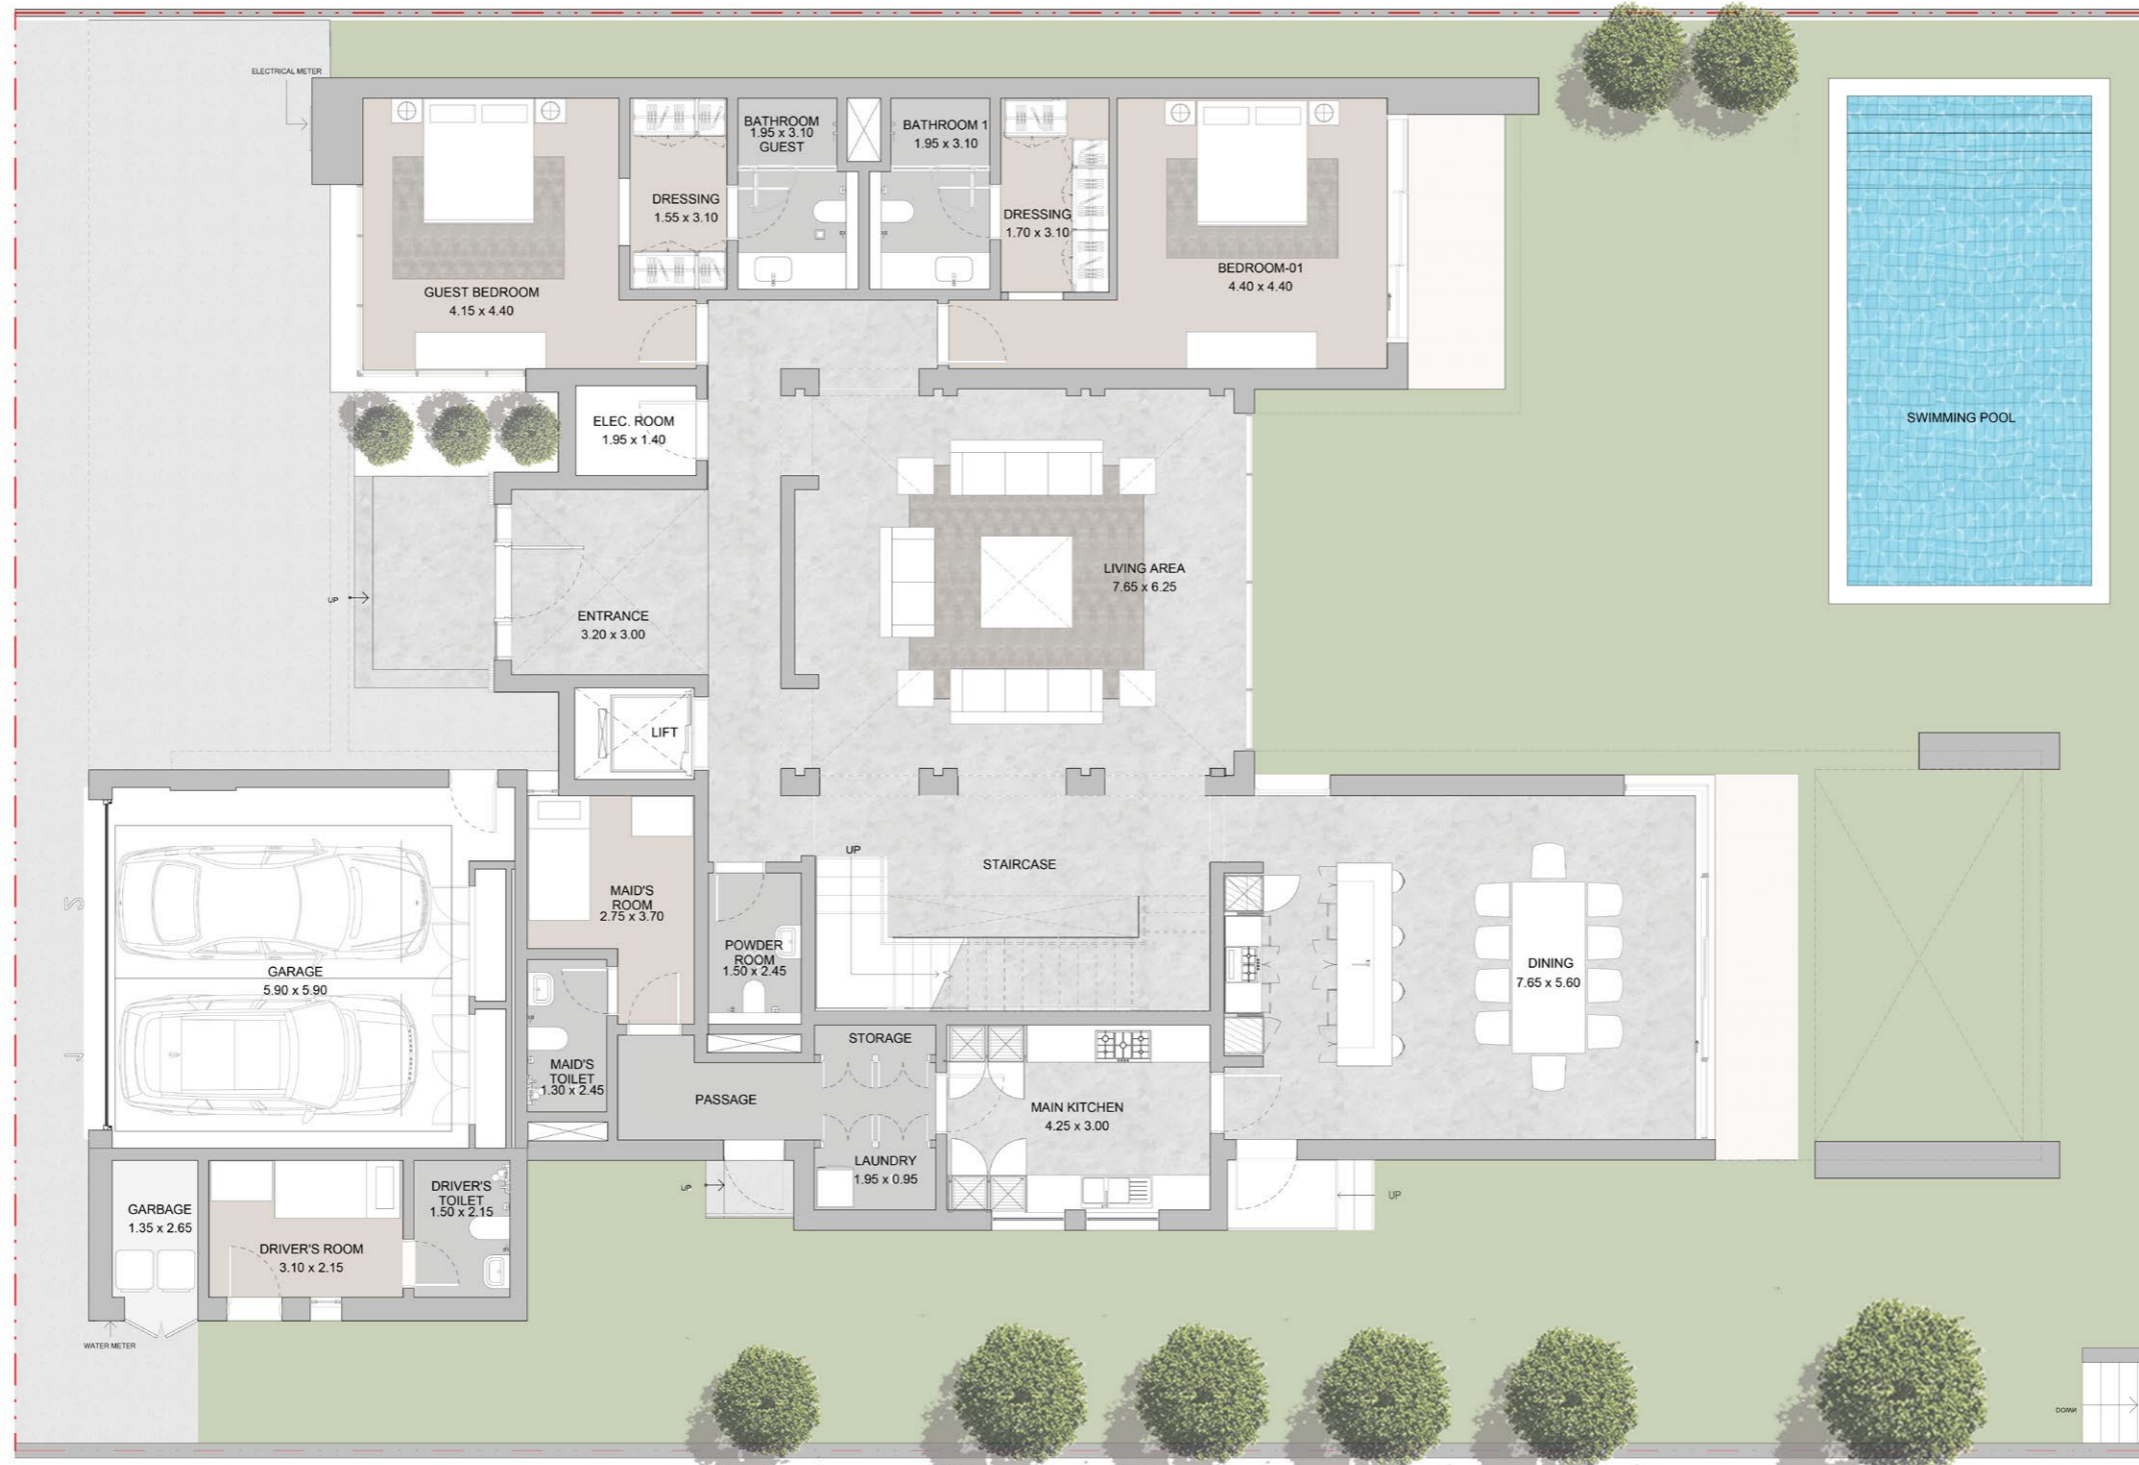 ELECTRICAL METER
BATHROOM
1.95 x 3.10
GUEST
BATHROOM 1
1.95 x 3.10
DRESSING
1.55 x 3.10
DRESSING
1.70 x 3.10
GUEST BEDROOM
4.15 x 4.40
BEDROOM-01
4.40 x 4.40
ELEC. ROOM
1.95 x 1.40
SWIMMING POOL
LIVING AREA
7.65 x 6.25
UP
ENTRANCE
3.20 x 3.00
LIFT
UP
STAIRCASE
MAID'S
ROOM
2.75 x 3.70
2
POWDER
ROOM
1.50 x 2.45
GARAGE
5.90 x 5.90
DINING
7.65 x 5.60
1
STORAGE
MAID'S
TOILET
1.30 x 2.45
PASSAGE
MAIN KITCHEN
4.25 x 3.00
LAUNDRY
1.95 x 0.95
UP
UP
DRIVER'S
TOILET
1.50 x 2.15
GARBAGE
1.35 x 2.65
DRIVER'S ROOM
3.10 x 2.15
WATER METER
DOWN